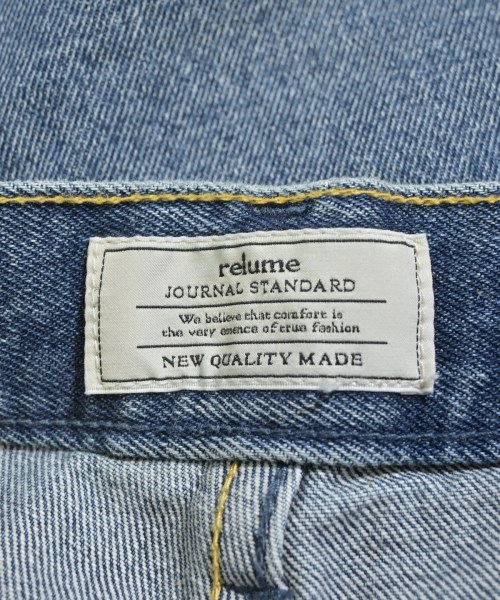 relume
JOURNAL STANDARD
We believe that comfort is
the very essence of true fashion
NEW QUALITY MADE